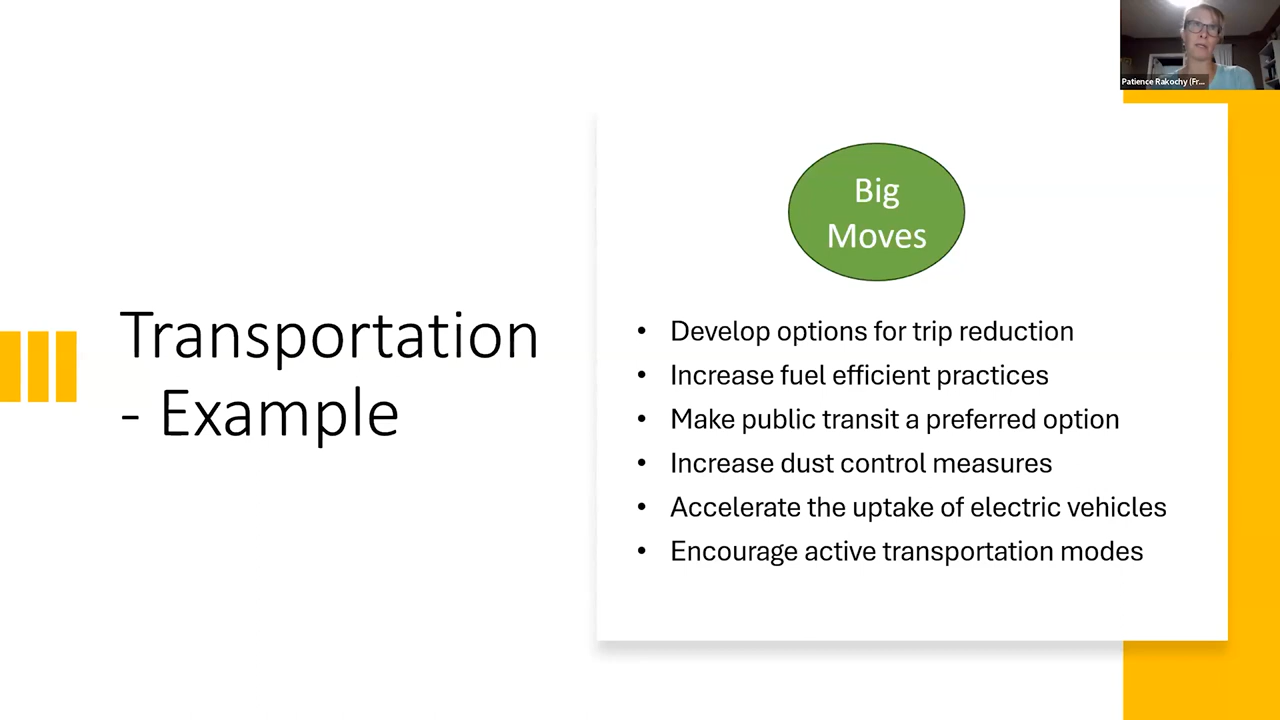 Patience Rakochy (Fr...
Big
Moves
Transportation
- Example
• Develop options for trip reduction
• Increase fuel efficient practices
• Make public transit a preferred option
• Increase dust control measures
• Accelerate the uptake of electric vehicles
• Encourage active transportation modes